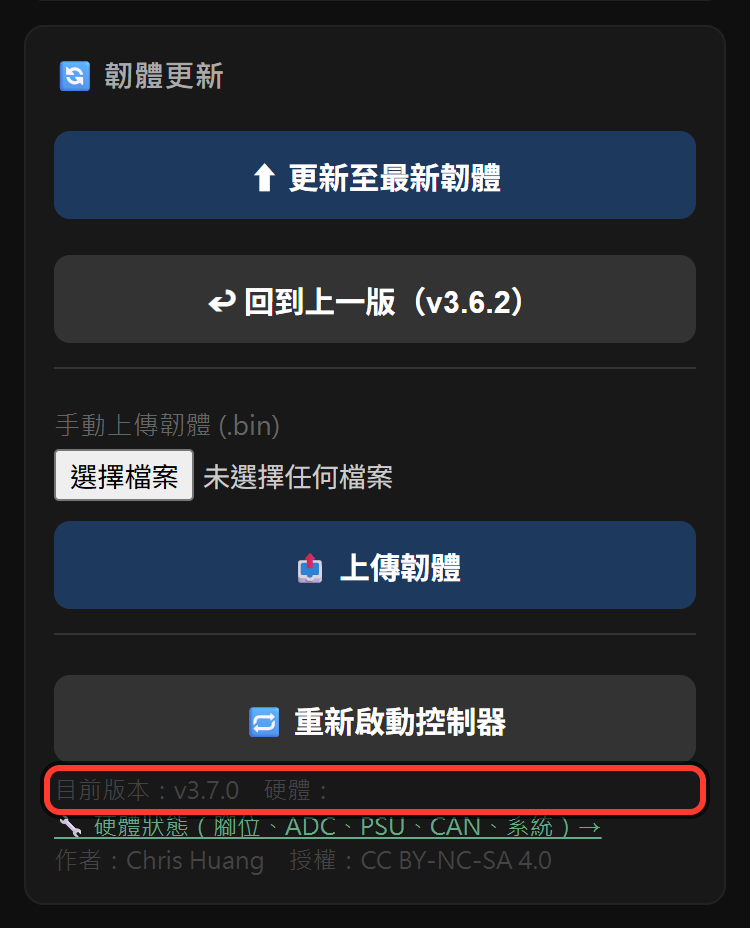 韌體更新
⬆ 更新至最新韌體
↩ 回到上一版（v3.6.2）
手動上傳韌體 (.bin)
選擇檔案 未選擇任何檔案
上傳韌體
重新啟動控制器
目前版本：v3.7.0 硬體：
硬體狀態（腳位、ADC、PSU、CAN、系統）→
作者：Chris Huang 授權：CC BY-NC-SA 4.0